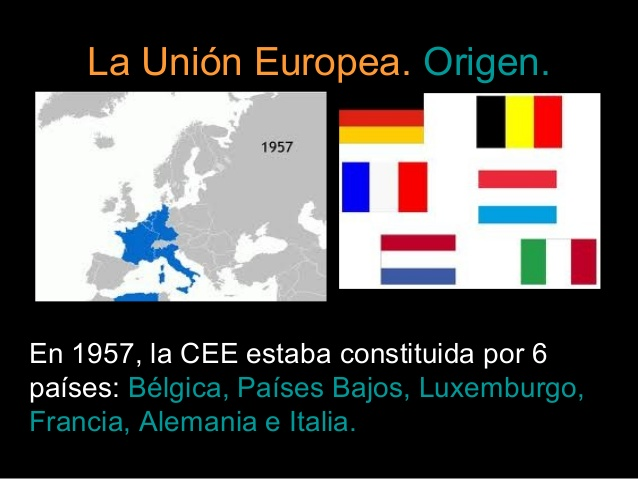 La Unión Europea. Origen.
1957
En 1957, la CEE estaba constituida por 6
países: Bélgica, Países Bajos, Luxemburgo,
Francia, Alemania e Italia.